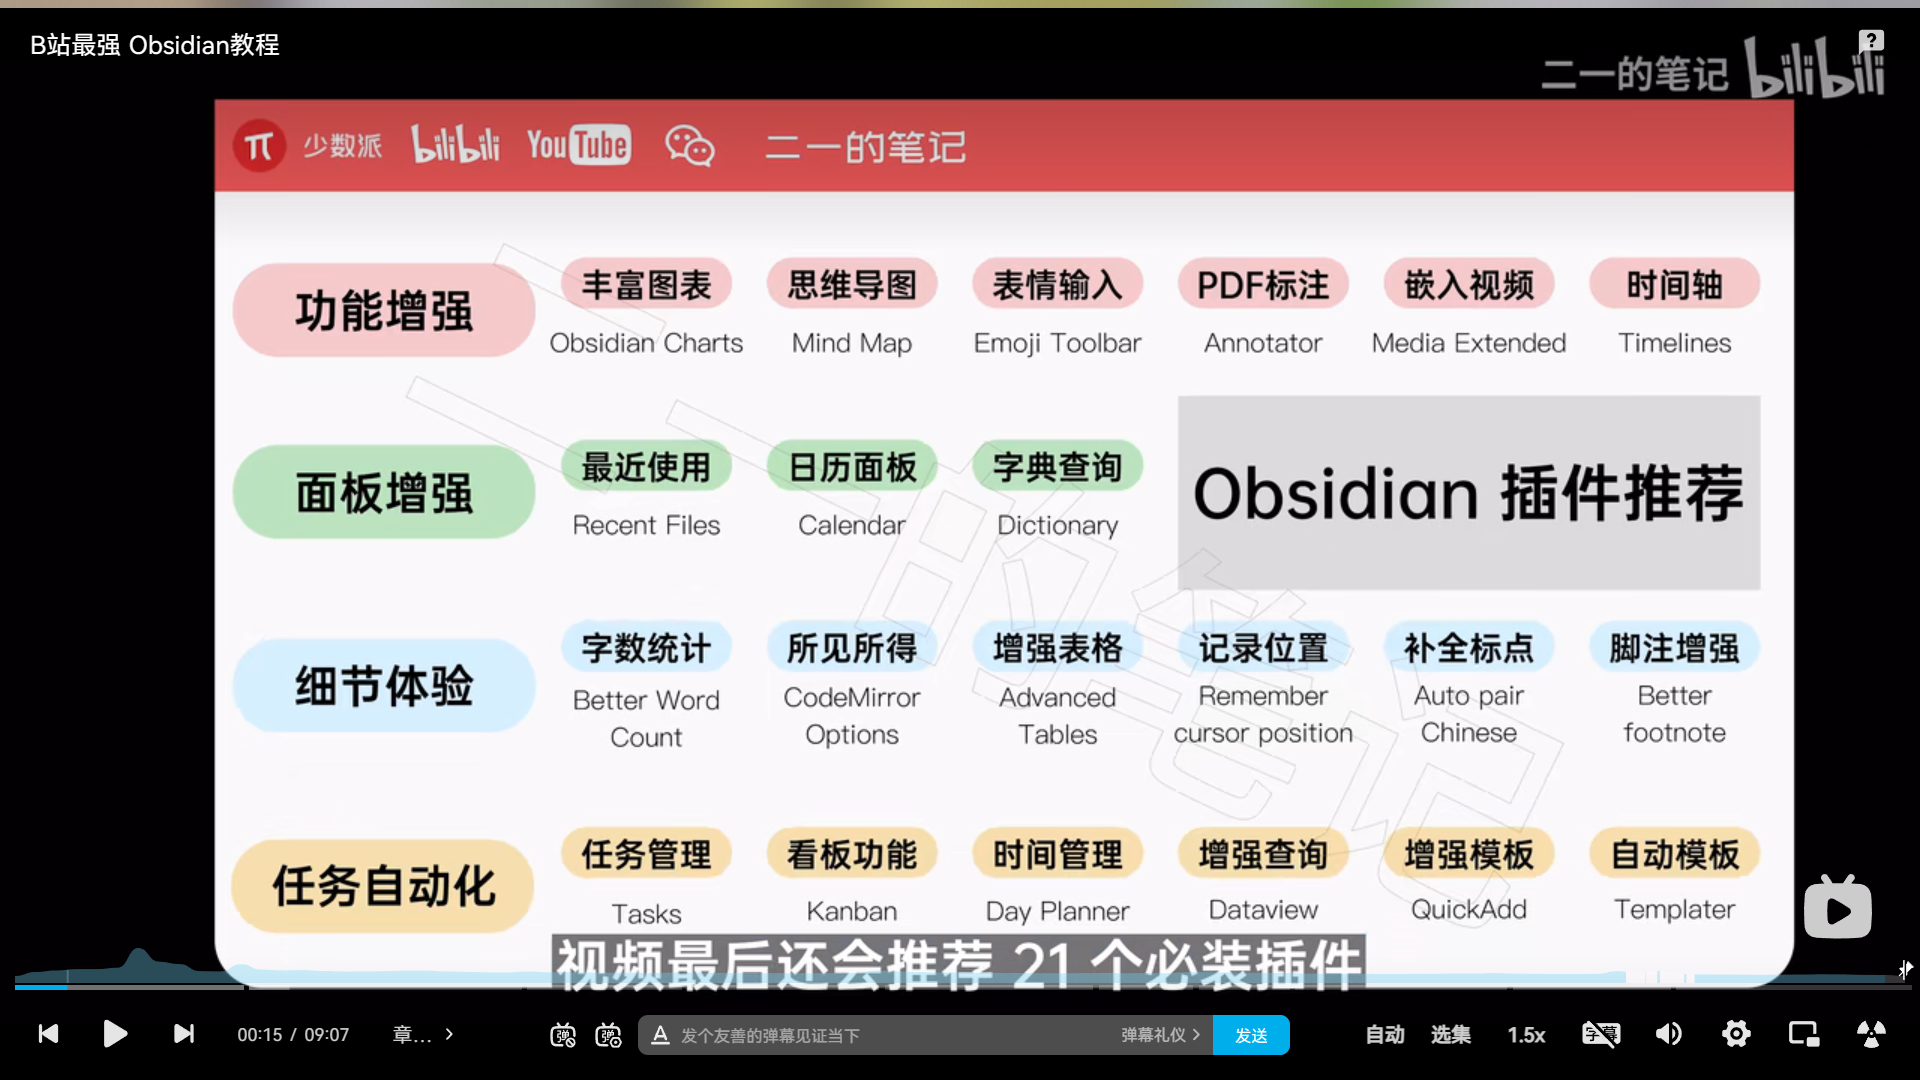 B站最强 Obsidian教程
二一的笔记 bilibili
少数派 bilibili YouTube 二一的笔记
功能增强
丰富图表 思维导图 表情输入 PDF标注 嵌入视频 时间轴
Obsidian Charts Mind Map Emoji Toolbar Annotator Media Extended Timelines
面板增强
最近使用 日历面板 字典查询
Recent Files Calendar Dictionary
Obsidian 插件推荐
细节体验
字数统计 所见所得 增强表格 记录位置 补全标点 脚注增强
Better Word CodeMirror Advanced Remember Auto pair Better
Count Options Tables cursor position Chinese footnote
任务自动化
任务管理 看板功能 时间管理 增强查询 增强模板 自动模板
Tasks Kanban Day Planner Dataview QuickAdd Templater
二一的笔记
视频最后还会推荐 21 个必装插件
00:15 / 09:07 章... 弹 弹 A 发个友善的弹幕见证当下 弹幕礼仪 发送 自动 选集 1.5x 字幕